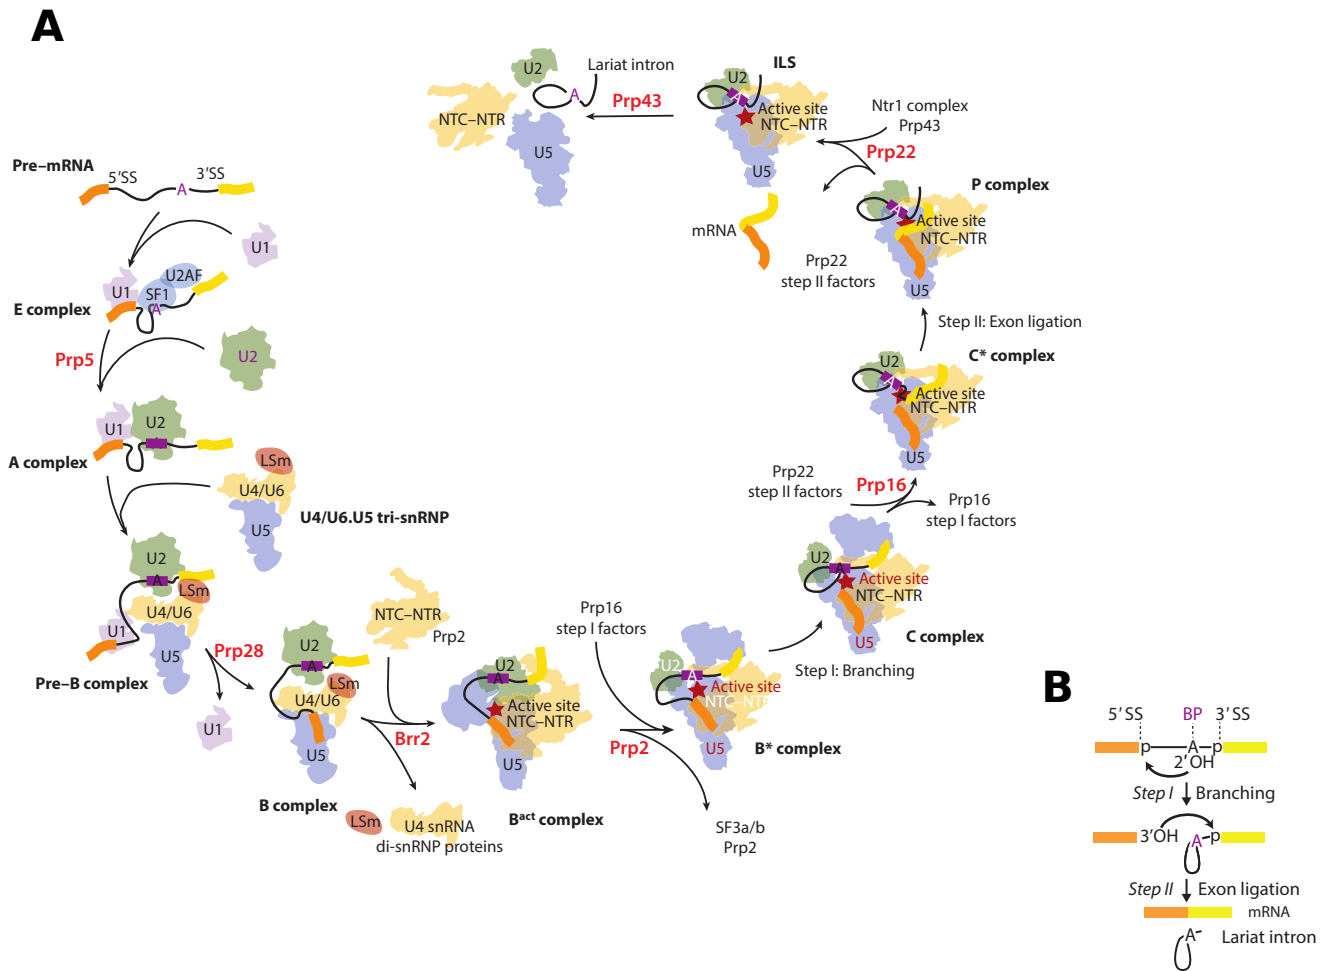 A
Pre–mRNA
5′SS
A
3′SS
U1
E complex
U1
SF1
U2AF
A
Prp5
U2
A complex
U1
U2
LSm
U4/U6
U5
U4/U6.U5 tri-snRNP
U2
A
LSm
U4/U6
U1
U5
Pre–B complex
Prp28
U1
U2
A
LSm
U4/U6
U5
B complex
NTC–NTR
Prp2
Brr2
LSm
U4 snRNA
di-snRNP proteins
U2
A
Active site
NTC–NTR
U5
Bact complex
Prp16
step I factors
Prp2
SF3a/b
Prp2
U2
A
Active site
NTC–NTR
U5
B* complex
Step I: Branching
U2
A
Active site
NTC–NTR
U5
C complex
Prp22
step II factors
Prp16
Prp16
step I factors
U2
A
Active site
NTC–NTR
U5
C* complex
Step II: Exon ligation
P complex
A
Active site
NTC–NTR
U5
Prp22
step II factors
mRNA
Prp22
Ntr1 complex
Prp43
ILS
U2
A
Active site
NTC–NTR
U5
Prp43
Lariat intron
U2
A
NTC–NTR
U5
B
5′SS
BP
3′SS
p
A
p
2′OH
Step I
Branching
3′OH
A
p
Step II
Exon ligation
mRNA
A
Lariat intron